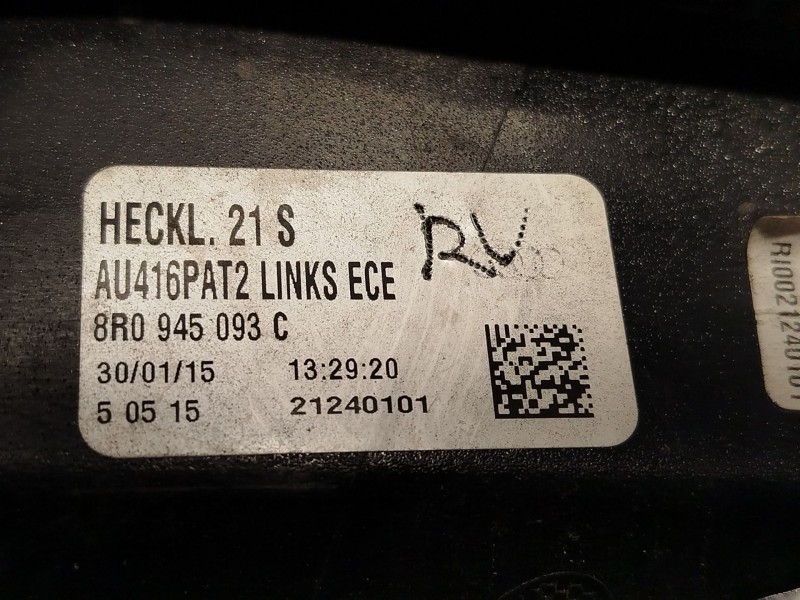 HECKL. 21 S
AU416PAT2 LINKS ECE
RV
8R0 945 093 C
30/01/15 13:29:20
5 05 15 21240101
RI0021240101